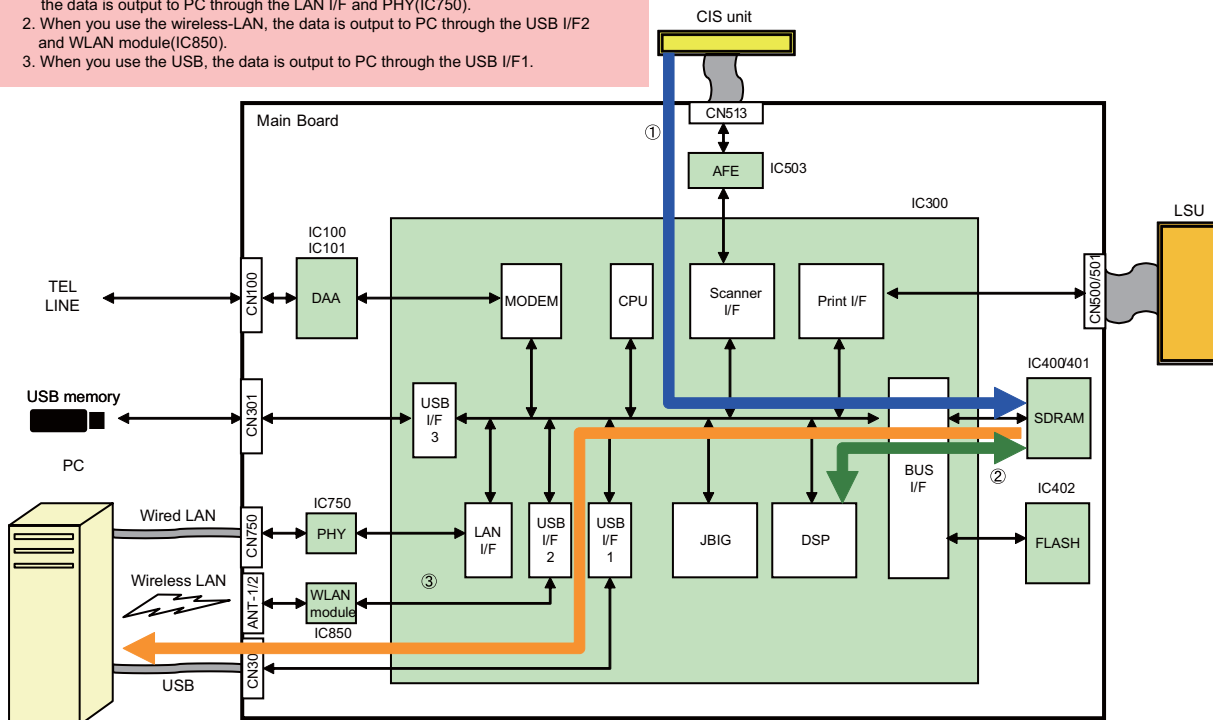 the data is output to PC through the LAN I/F and PHY(IC750).
2. When you use the wireless-LAN, the data is output to PC through the USB I/F2
and WLAN module(IC850).
3. When you use the USB, the data is output to PC through the USB I/F1.
CIS unit
Main Board
CN513
①
AFE
IC503
IC300
LSU
IC100
IC101
TEL
LINE
CN100
DAA
MODEM
CPU
Scanner
I/F
Print I/F
CN500/501
IC400/401
USB memory
CN301
USB
I/F
3
SDRAM
PC
BUS
I/F
②
IC402
Wired LAN
CN750
IC750
PHY
LAN
I/F
USB
I/F
2
USB
I/F
1
JBIG
DSP
FLASH
Wireless LAN
ANT-1/2
WLAN
module
③
IC850
CN30
USB